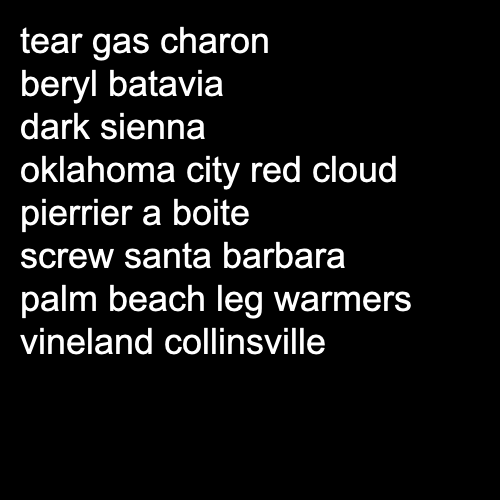 tear gas charon
beryl batavia
dark sienna
oklahoma city red cloud
pierrier a boite
screw santa barbara
palm beach leg warmers
vineland collinsville